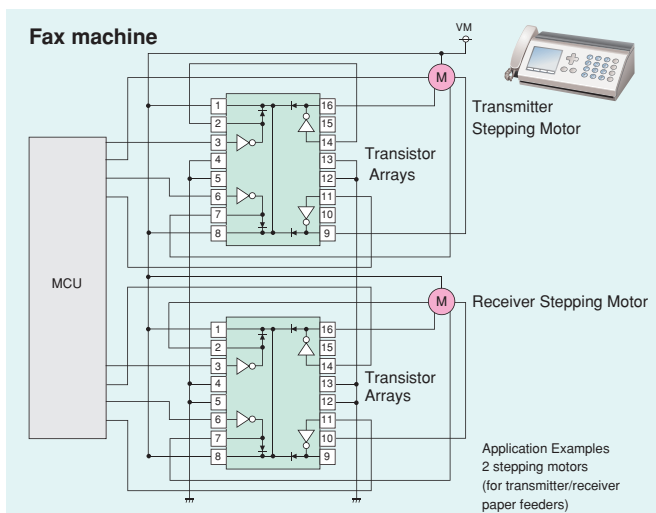 Fax machine
VM
M
Transmitter
Stepping Motor
1
2
3
4
5
6
7
8
16
15
14
13
12
11
10
9
Transistor
Arrays
MCU
M
Receiver Stepping Motor
1
2
3
4
5
6
7
8
16
15
14
13
12
11
10
9
Transistor
Arrays
Application Examples
2 stepping motors
(for transmitter/receiver
paper feeders)